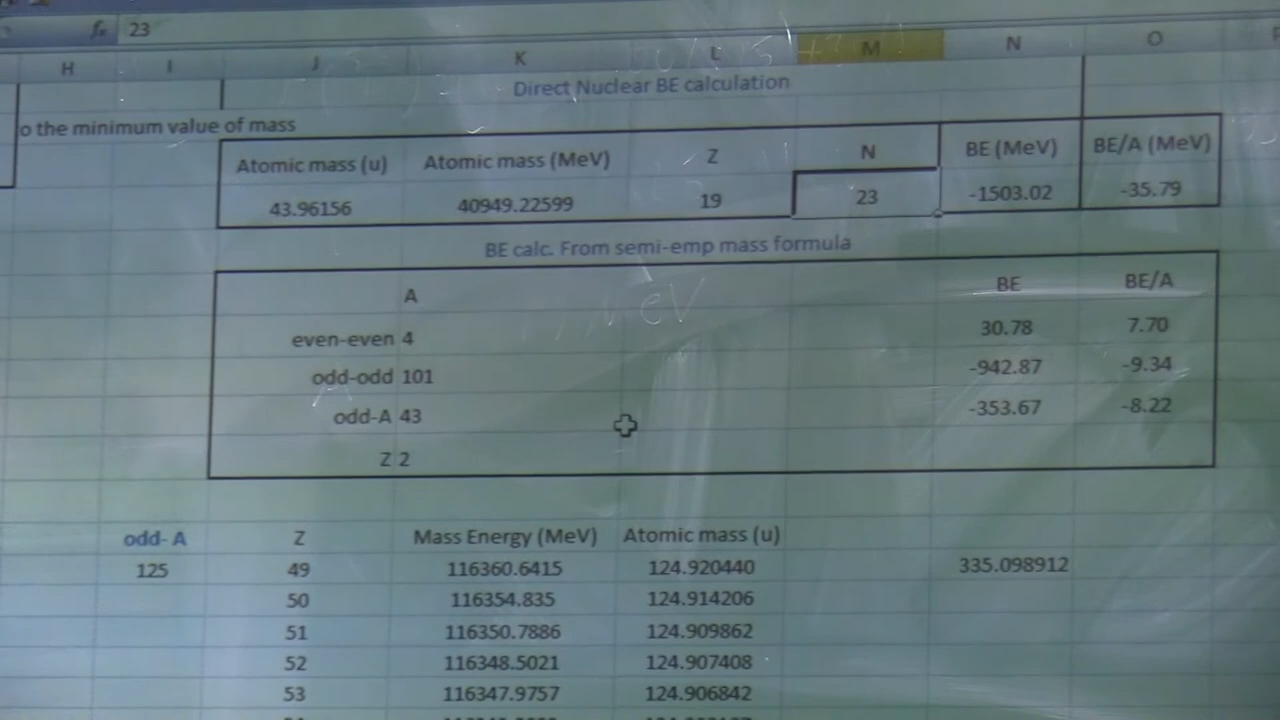 fx 23
H I J K L M N O
Direct Nuclear BE calculation
o the minimum value of mass
Atomic mass (u) Atomic mass (MeV) Z N BE (MeV) BE/A (MeV)
43.96156 40949.22599 19 23 -1503.02 -35.79
BE calc. From semi-emp mass formula
A BE BE/A
even-even 4 30.78 7.70
odd-odd 101 -942.87 -9.34
odd-A 43 -353.67 -8.22
Z 2
odd- A Z Mass Energy (MeV) Atomic mass (u)
125 49 116360.6415 124.920440 335.098912
50 116354.835 124.914206
51 116350.7886 124.909862
52 116348.5021 124.907408
53 116347.9757 124.906842